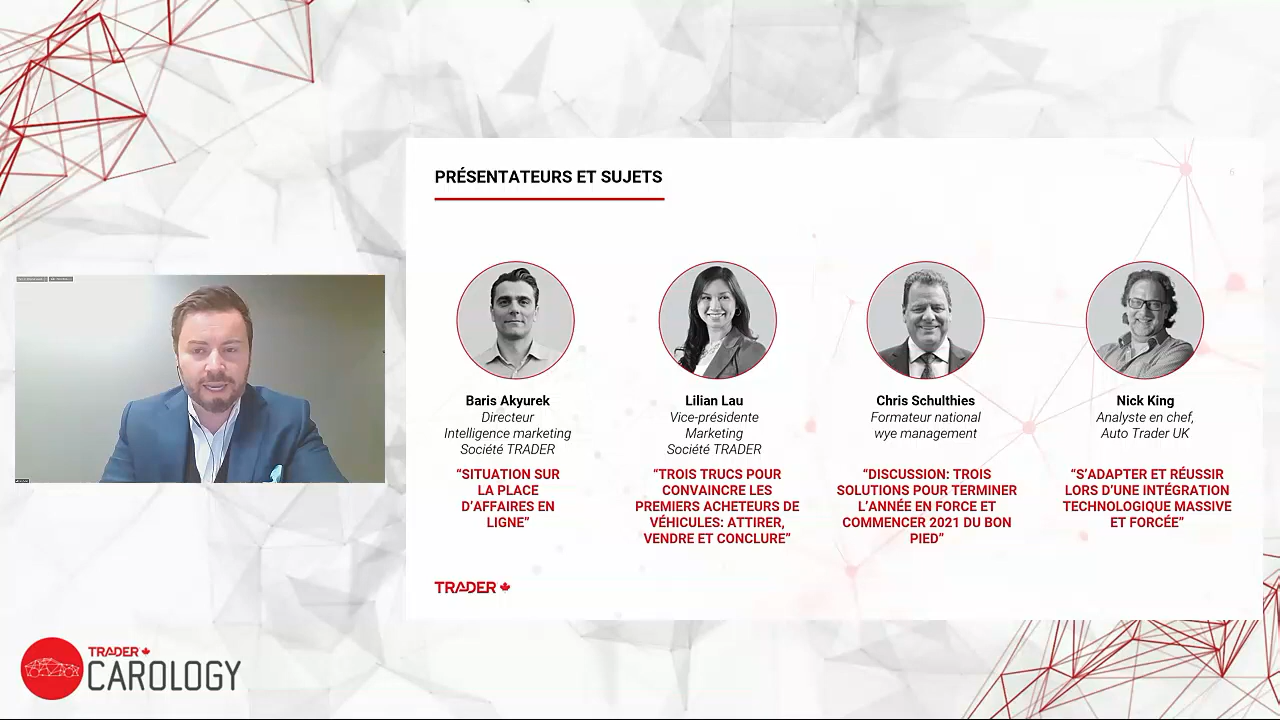 PRÉSENTATEURS ET SUJETS
6
Baris Akyurek
Directeur
Intelligence marketing
Société TRADER
“SITUATION SUR
LA PLACE
D’AFFAIRES EN
LIGNE”
Lilian Lau
Vice-présidente
Marketing
Société TRADER
“TROIS TRUCS POUR
CONVAINCRE LES
PREMIERS ACHETEURS DE
VÉHICULES: ATTIRER,
VENDRE ET CONCLURE”
Chris Schulthies
Formateur national
wye management
“DISCUSSION: TROIS
SOLUTIONS POUR TERMINER
L’ANNÉE EN FORCE ET
COMMENCER 2021 DU BON
PIED”
Nick King
Analyste en chef,
Auto Trader UK
“S’ADAPTER ET RÉUSSIR
LORS D’UNE INTÉGRATION
TECHNOLOGIQUE MASSIVE
ET FORCÉE”
TRADER
TRADER
CAROLOGY